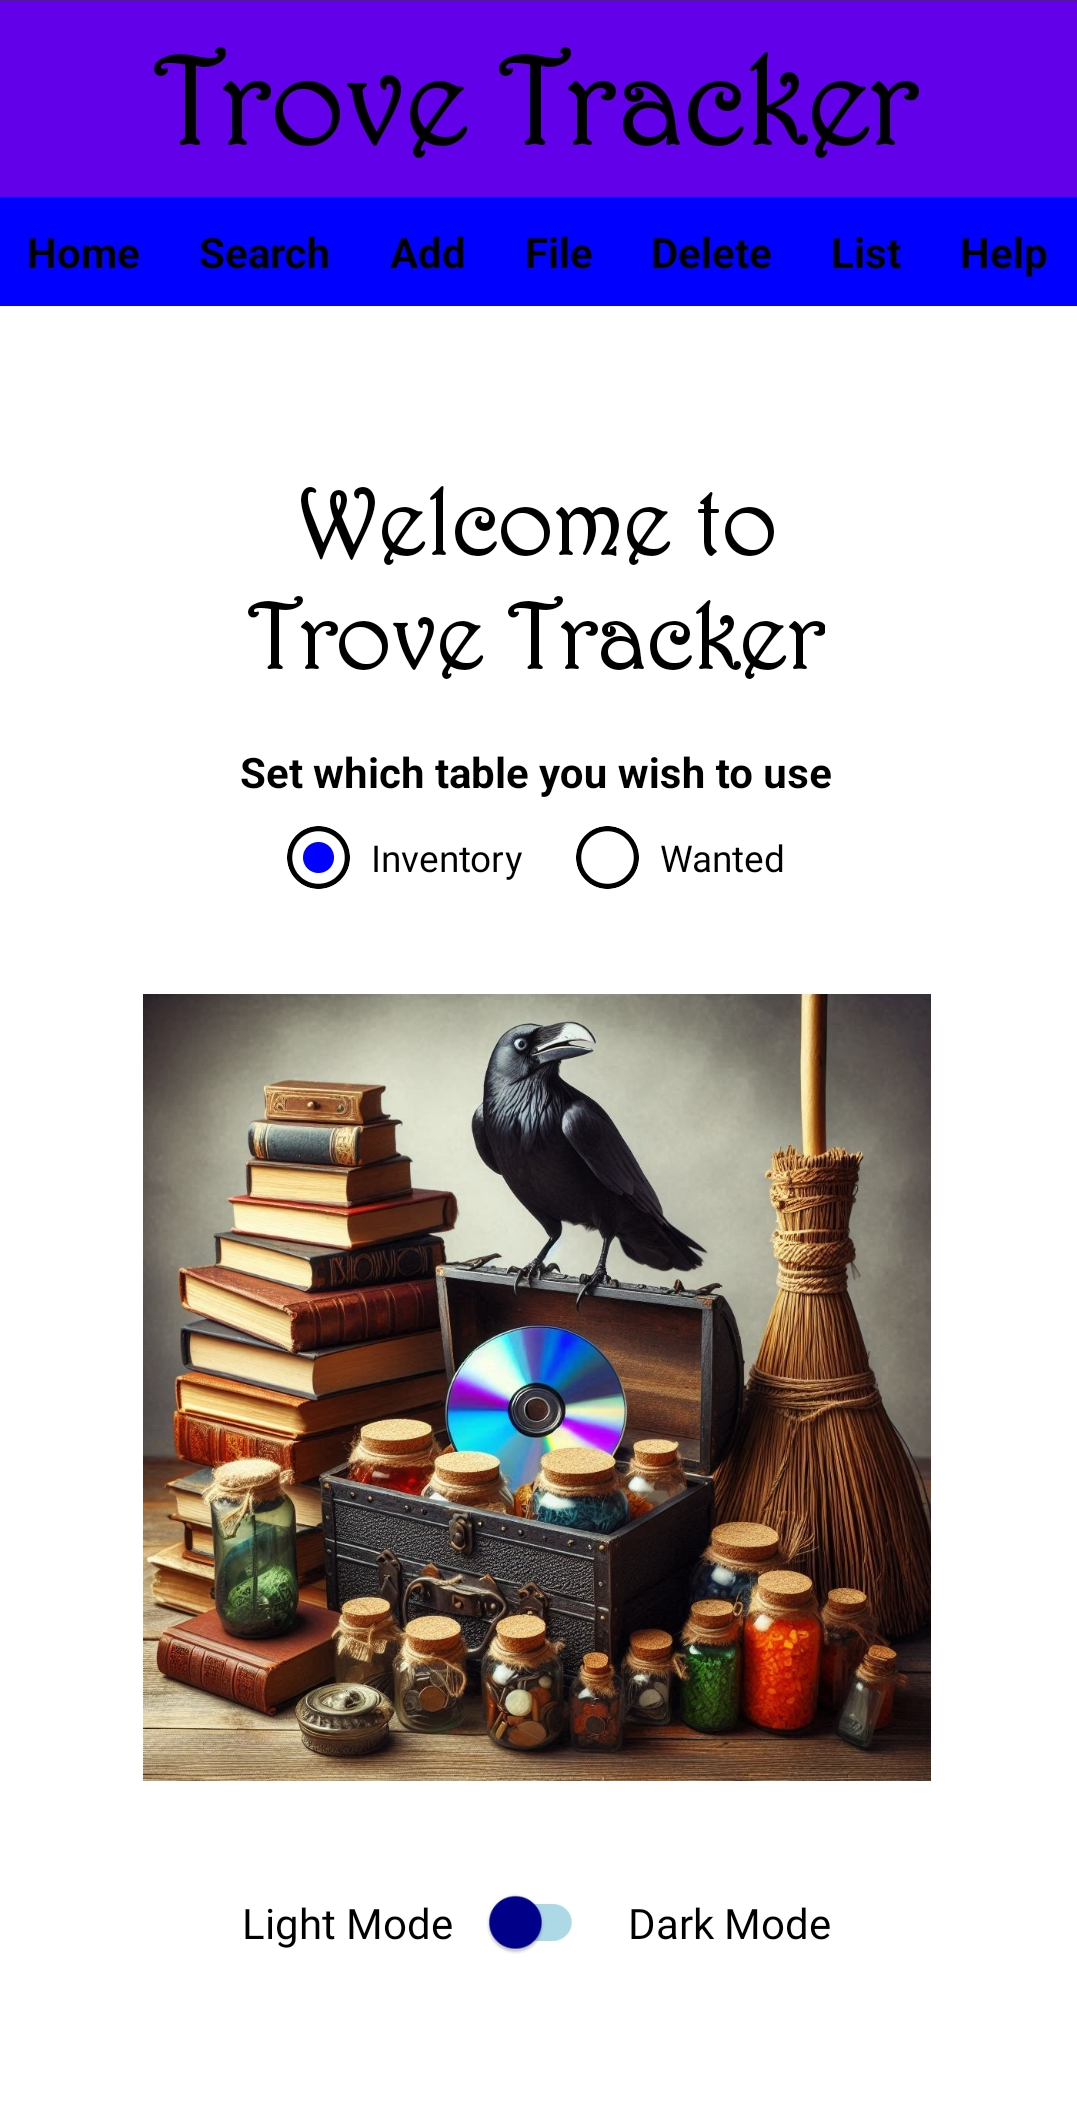 Trove Tracker
Home Search Add File Delete List Help
Welcome to
Trove Tracker
Set which table you wish to use
Inventory Wanted
Light Mode Dark Mode